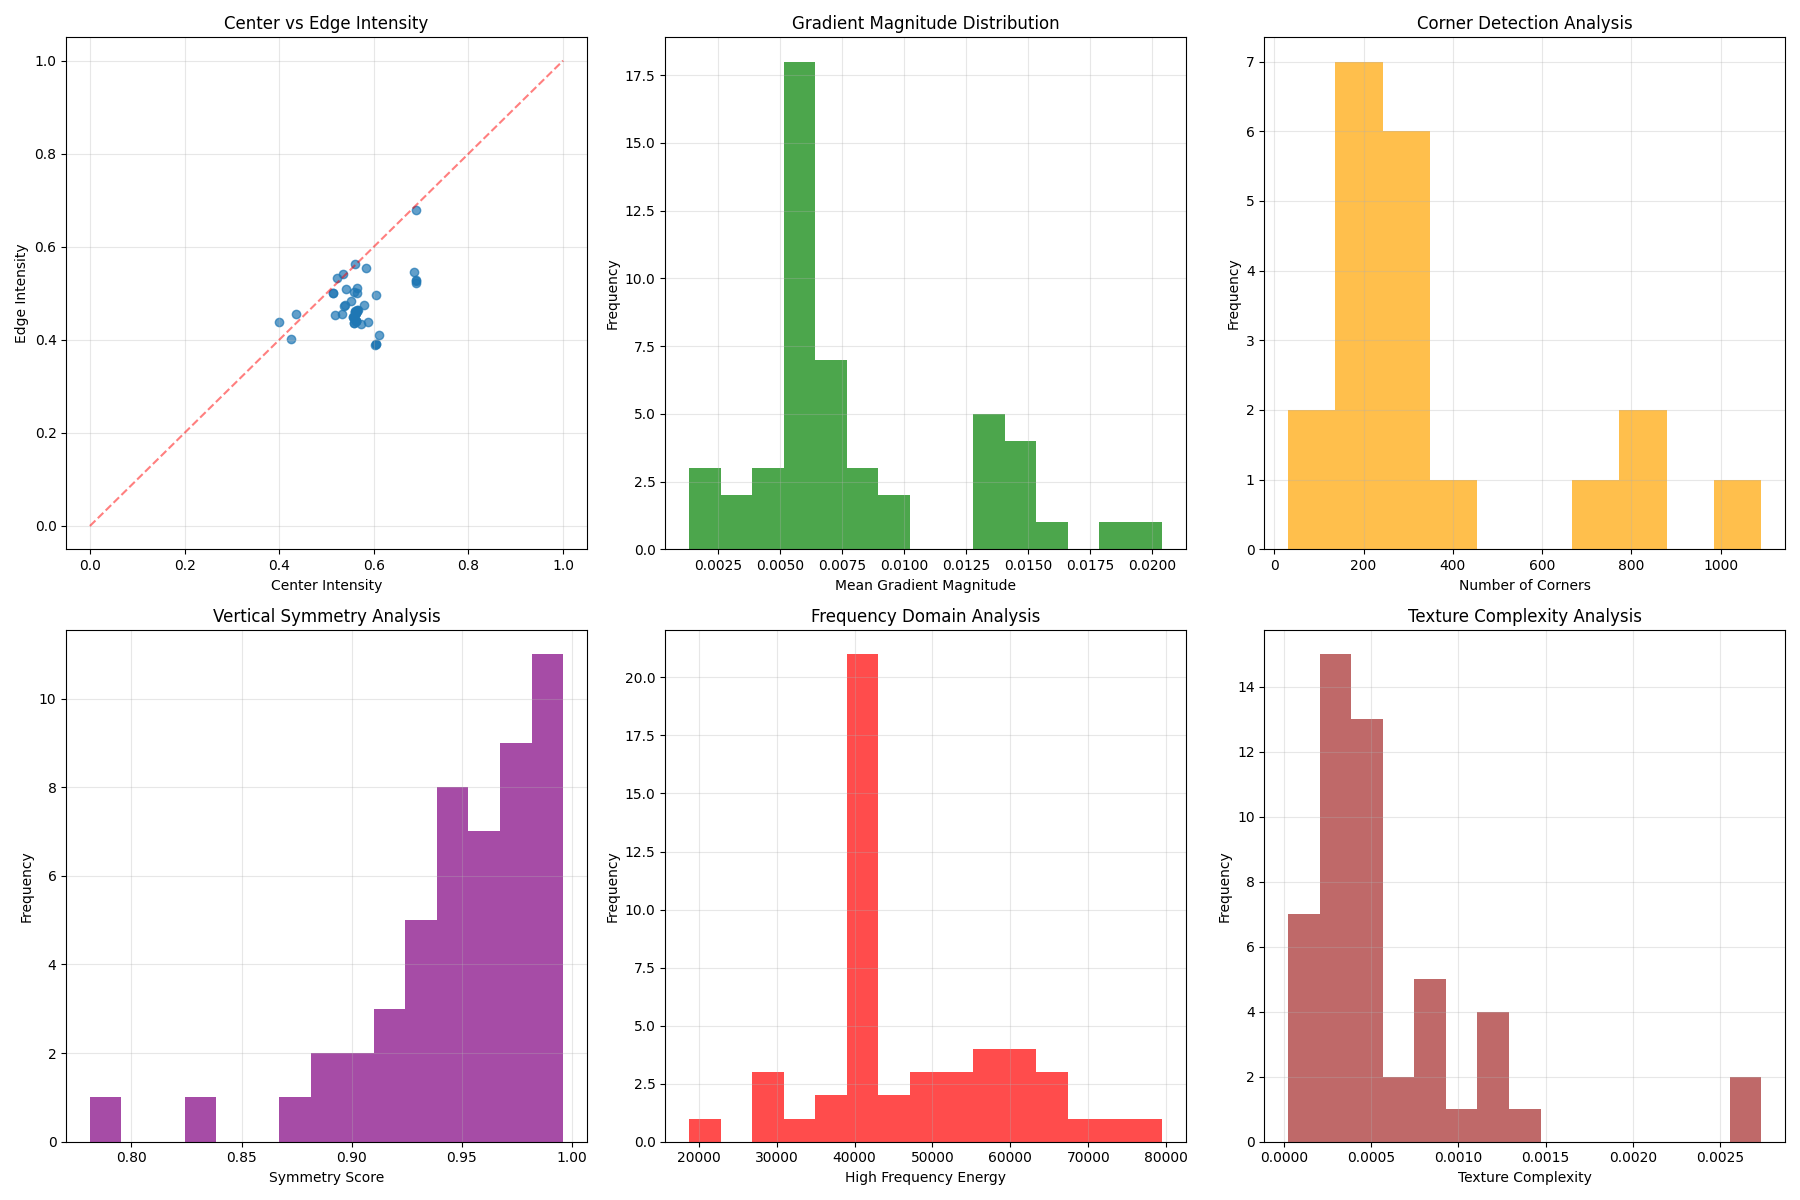 Center vs Edge Intensity
1.0
0.8
0.6
0.4
0.2
0.0
Edge Intensity
0.0 0.2 0.4 0.6 0.8 1.0
Center Intensity
Gradient Magnitude Distribution
17.5
15.0
12.5
10.0
7.5
5.0
2.5
0.0
Frequency
0.0025 0.0050 0.0075 0.0100 0.0125 0.0150 0.0175 0.0200
Mean Gradient Magnitude
Corner Detection Analysis
7
6
5
4
3
2
1
0
Frequency
0 200 400 600 800 1000
Number of Corners
Vertical Symmetry Analysis
10
8
6
4
2
0
Frequency
0.80 0.85 0.90 0.95 1.00
Symmetry Score
Frequency Domain Analysis
20.0
17.5
15.0
12.5
10.0
7.5
5.0
2.5
0.0
Frequency
20000 30000 40000 50000 60000 70000 80000
High Frequency Energy
Texture Complexity Analysis
14
12
10
8
6
4
2
0
Frequency
0.0000 0.0005 0.0010 0.0015 0.0020 0.0025
Texture Complexity